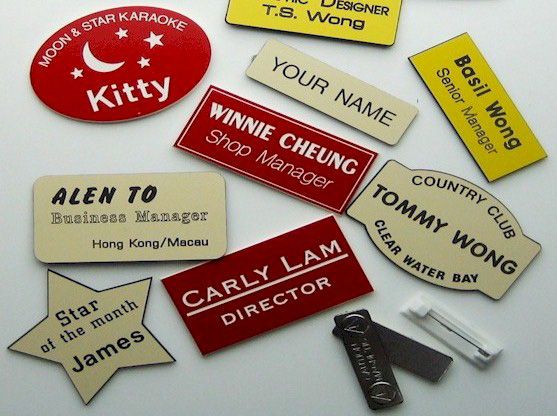 MOON & STAR KARAOKE
Kitty
DESIGNER
T.S. Wong
YOUR NAME
Basil Wong
Senior Manager
WINNIE CHEUNG
Shop Manager
ALEN TO
Business Manager
Hong Kong/Macau
COUNTRY CLUB
TOMMY WONG
CLEAR WATER BAY
CARLY LAM
DIRECTOR
Star
of the month
James